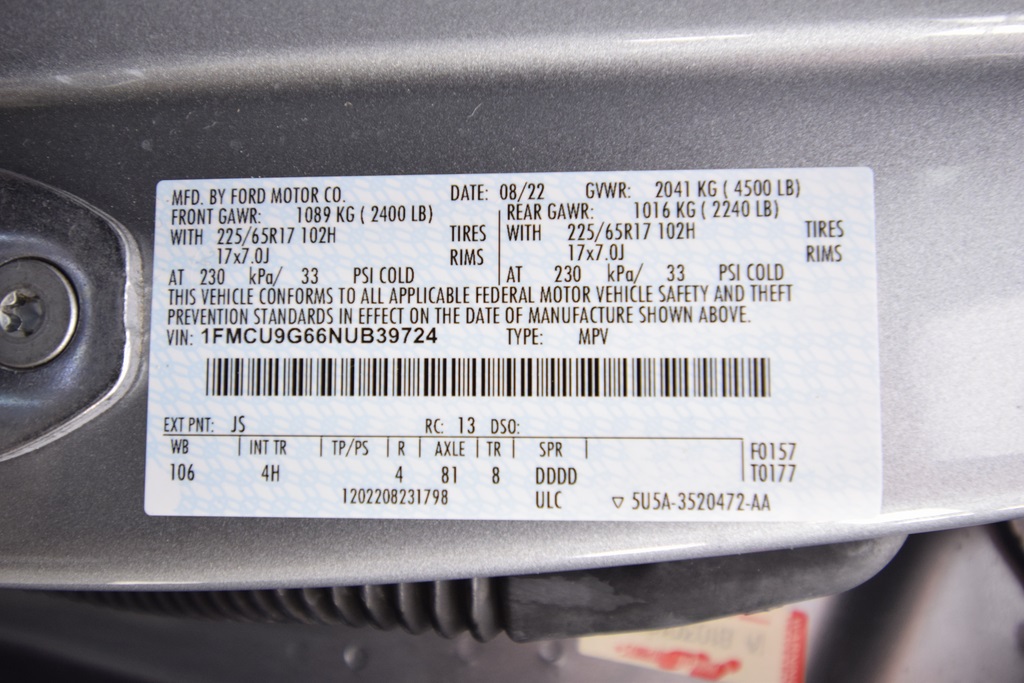 MFD. BY FORD MOTOR CO. DATE: 08/22 GVWR: 2041 KG ( 4500 LB)
FRONT GAWR: 1089 KG ( 2400 LB) REAR GAWR: 1016 KG ( 2240 LB)
WITH 225/65R17 102H TIRES WITH 225/65R17 102H TIRES
17x7.0J RIMS 17x7.0J RIMS
AT 230 kPa/ 33 PSI COLD AT 230 kPa/ 33 PSI COLD
THIS VEHICLE CONFORMS TO ALL APPLICABLE FEDERAL MOTOR VEHICLE SAFETY AND THEFT
PREVENTION STANDARDS IN EFFECT ON THE DATE OF MANUFACTURE SHOWN ABOVE.
VIN: 1FMCU9G66NUB39724 TYPE: MPV
EXT PNT: JS RC: 13 DSO:
WB INT TR TP/PS R AXLE TR SPR F0157
106 4H 4 81 8 DDDD T0177
1202208231798 ULC ▽ 5U5A-3520472-AA